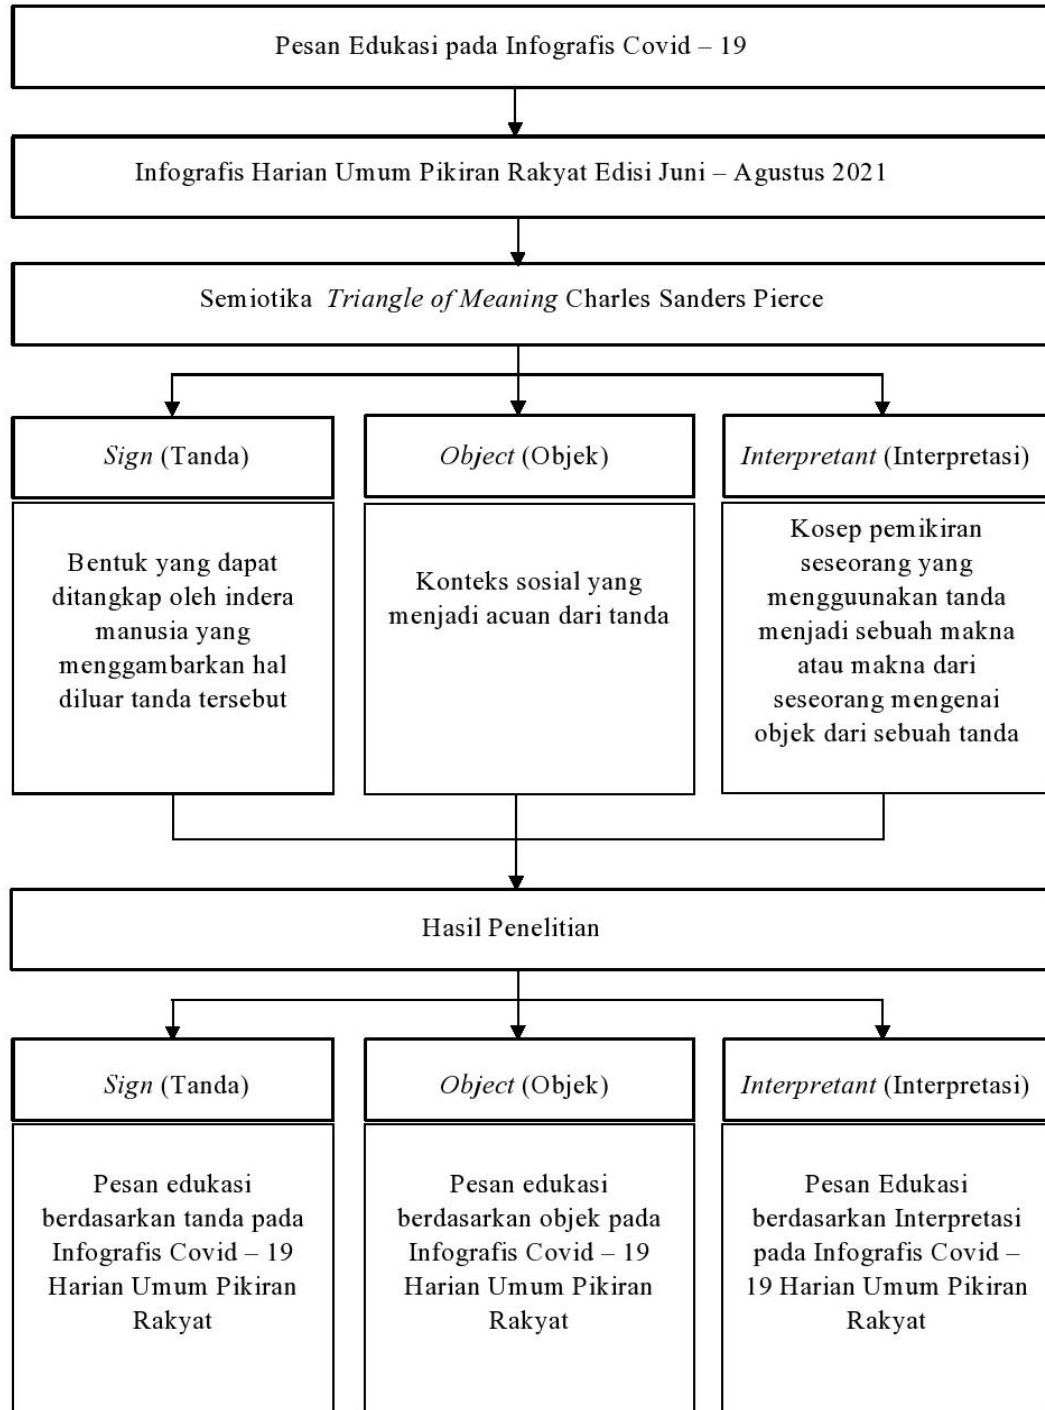 Pesan Edukasi pada Infografis Covid – 19
Infografis Harian Umum Pikiran Rakyat Edisi Juni – Agustus 2021
Semiotika Triangle of Meaning Charles Sanders Pierce
Sign (Tanda)
Bentuk yang dapat
ditangkap oleh indera
manusia yang
menggambarkan hal
diluar tanda tersebut
Object (Objek)
Konteks sosial yang
menjadi acuan dari tanda
Interpretant (Interpretasi)
Kosep pemikiran
seseorang yang
mengguunakan tanda
menjadi sebuah makna
atau makna dari
seseorang mengenai
objek dari sebuah tanda
Hasil Penelitian
Sign (Tanda)
Pesan edukasi
berdasarkan tanda pada
Infografis Covid – 19
Harian Umum Pikiran
Rakyat
Object (Objek)
Pesan edukasi
berdasarkan objek pada
Infografis Covid – 19
Harian Umum Pikiran
Rakyat
Interpretant (Interpretasi)
Pesan Edukasi
berdasarkan Interpretasi
pada Infografis Covid –
19 Harian Umum Pikiran
Rakyat